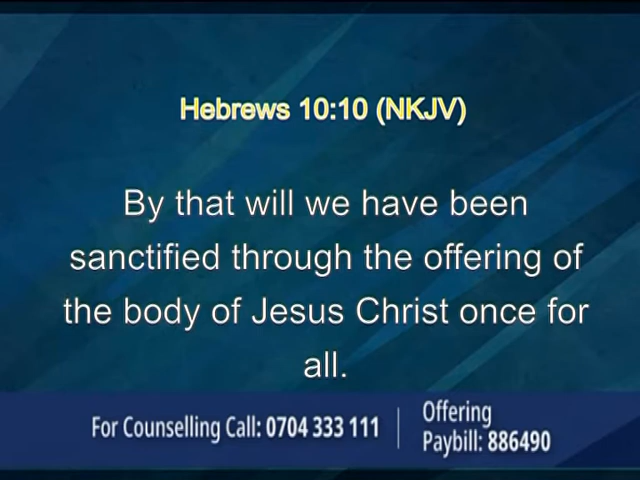 Hebrews 10:10 (NKJV)
By that will we have been
sanctified through the offering of
the body of Jesus Christ once for
all.
For Counselling Call: 0704 333 111
Offering
Paybill: 886490